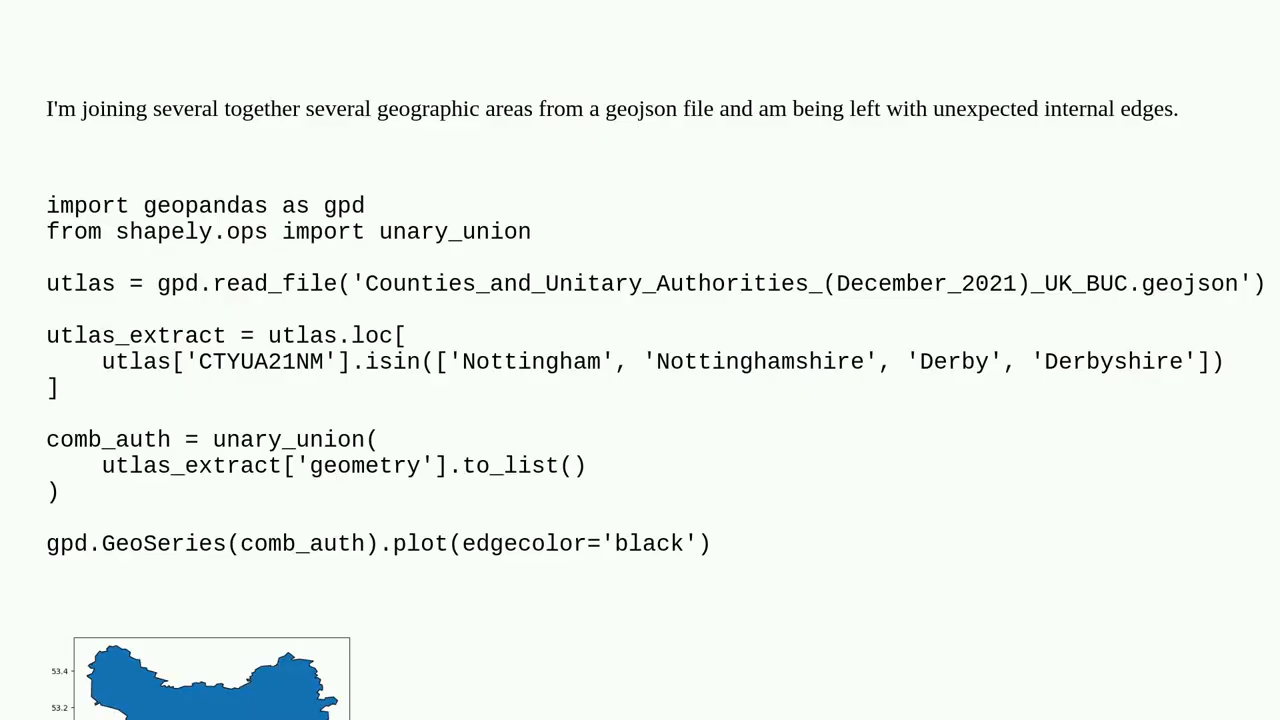 I'm joining several together several geographic areas from a geojson file and am being left with unexpected internal edges.
import geopandas as gpd
from shapely.ops import unary_union
utlas = gpd.read_file('Counties_and_Unitary_Authorities_(December_2021)_UK_BUC.geojson')
utlas_extract = utlas.loc[
    utlas['CTYUA21NM'].isin(['Nottingham', 'Nottinghamshire', 'Derby', 'Derbyshire'])
]
comb_auth = unary_union(
    utlas_extract['geometry'].to_list()
)
gpd.GeoSeries(comb_auth).plot(edgecolor='black')
53.4
53.2